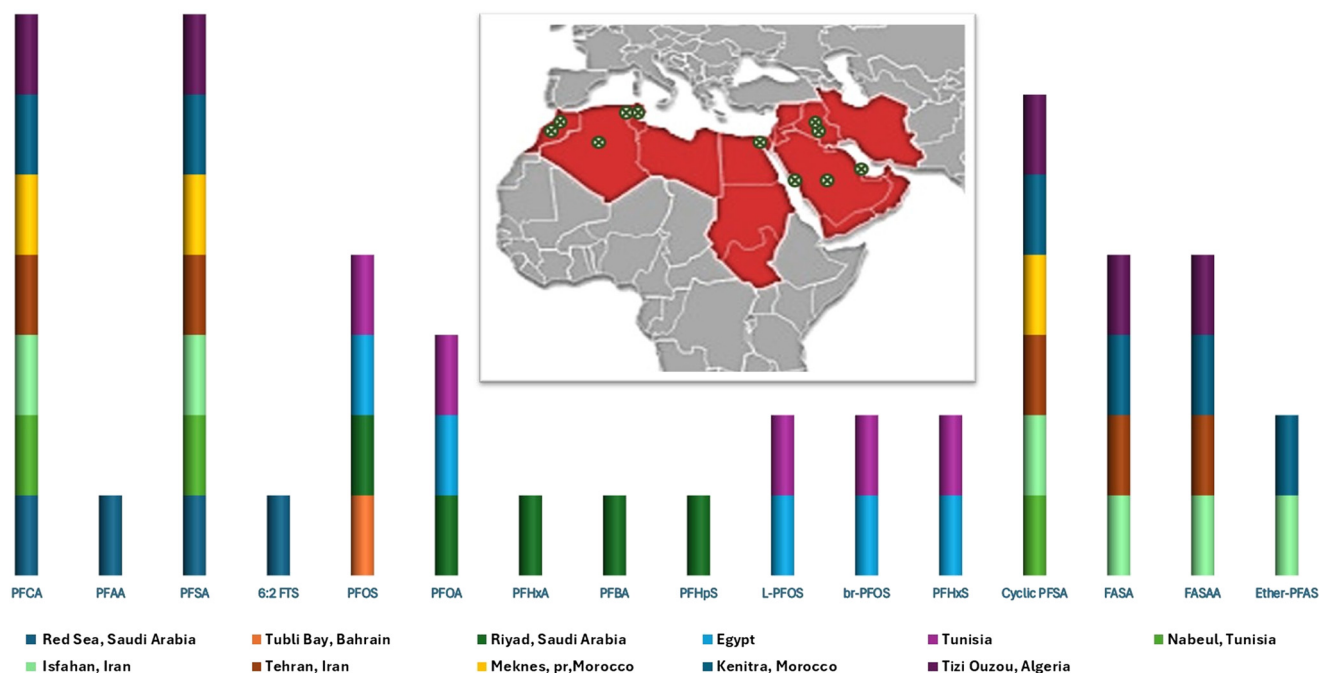 PFCA PFAA PFSA 6:2 FTS PFOS PFOA PFHxA PFBA PFHpS L-PFOS br-PFOS PFHxS Cyclic PFSA FASA FASAA Ether-PFAS
Red Sea, Saudi Arabia Tubli Bay, Bahrain Riyad, Saudi Arabia Egypt Tunisia Nabeul, Tunisia
Isfahan, Iran Tehran, Iran Meknes, pr,Morocco Kenitra, Morocco Tizi Ouzou, Algeria